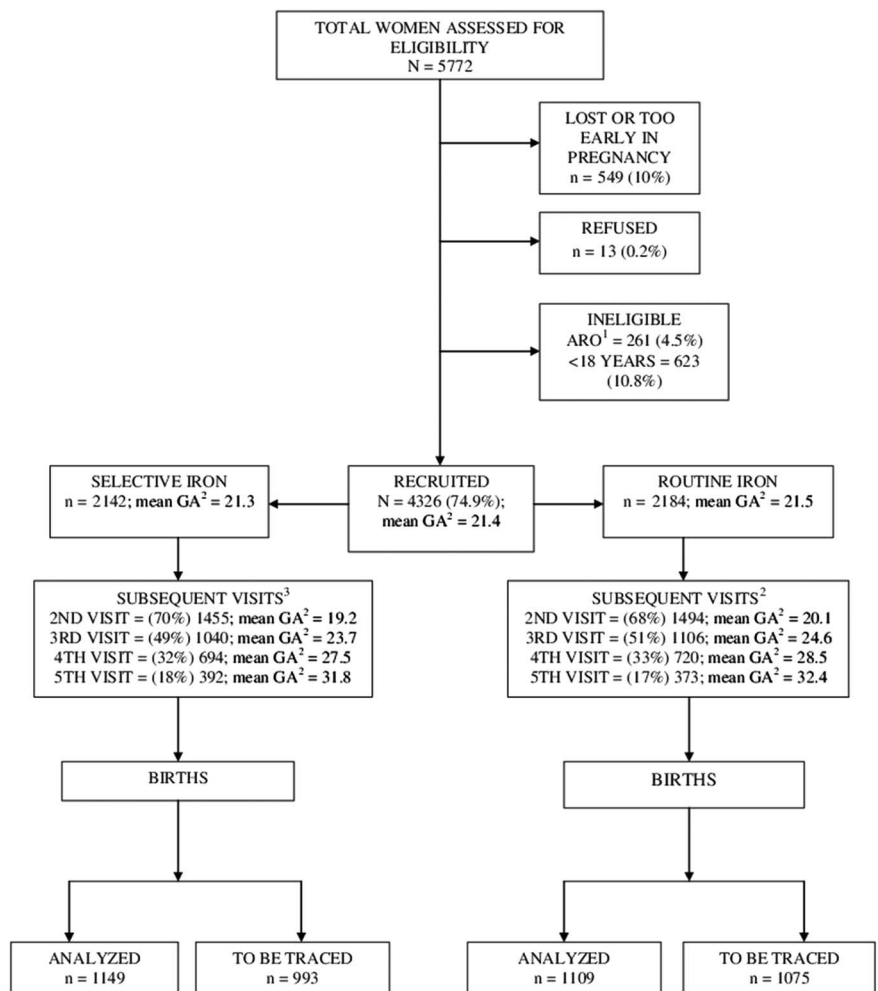 TOTAL WOMEN ASSESSED FOR
ELIGIBILITY
N = 5772
LOST OR TOO
EARLY IN
PREGNANCY
n = 549 (10%)
REFUSED
n = 13 (0.2%)
INELIGIBLE
ARO¹ = 261 (4.5%)
<18 YEARS = 623
(10.8%)
SELECTIVE IRON
n = 2142; mean GA² = 21.3
RECRUITED
N = 4326 (74.9%);
mean GA² = 21.4
ROUTINE IRON
n = 2184; mean GA² = 21.5
SUBSEQUENT VISITS³
2ND VISIT = (70%) 1455; mean GA² = 19.2
3RD VISIT = (49%) 1040; mean GA² = 23.7
4TH VISIT = (32%) 694; mean GA² = 27.5
5TH VISIT = (18%) 392; mean GA² = 31.8
SUBSEQUENT VISITS²
2ND VISIT = (68%) 1494; mean GA² = 20.1
3RD VISIT = (51%) 1106; mean GA² = 24.6
4TH VISIT = (33%) 720; mean GA² = 28.5
5TH VISIT = (17%) 373; mean GA² = 32.4
BIRTHS
BIRTHS
ANALYZED
n = 1149
TO BE TRACED
n = 993
ANALYZED
n = 1109
TO BE TRACED
n = 1075